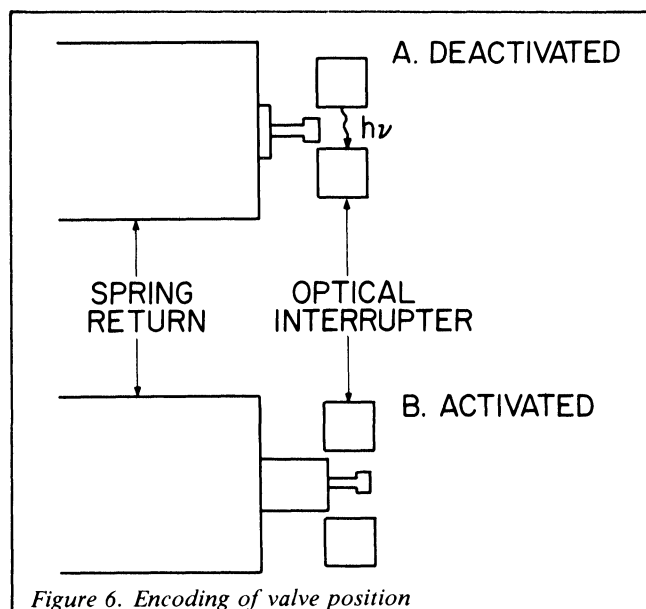 A. DEACTIVATED
hν
SPRING
RETURN
OPTICAL
INTERRUPTER
B. ACTIVATED
Figure 6. Encoding of valve position